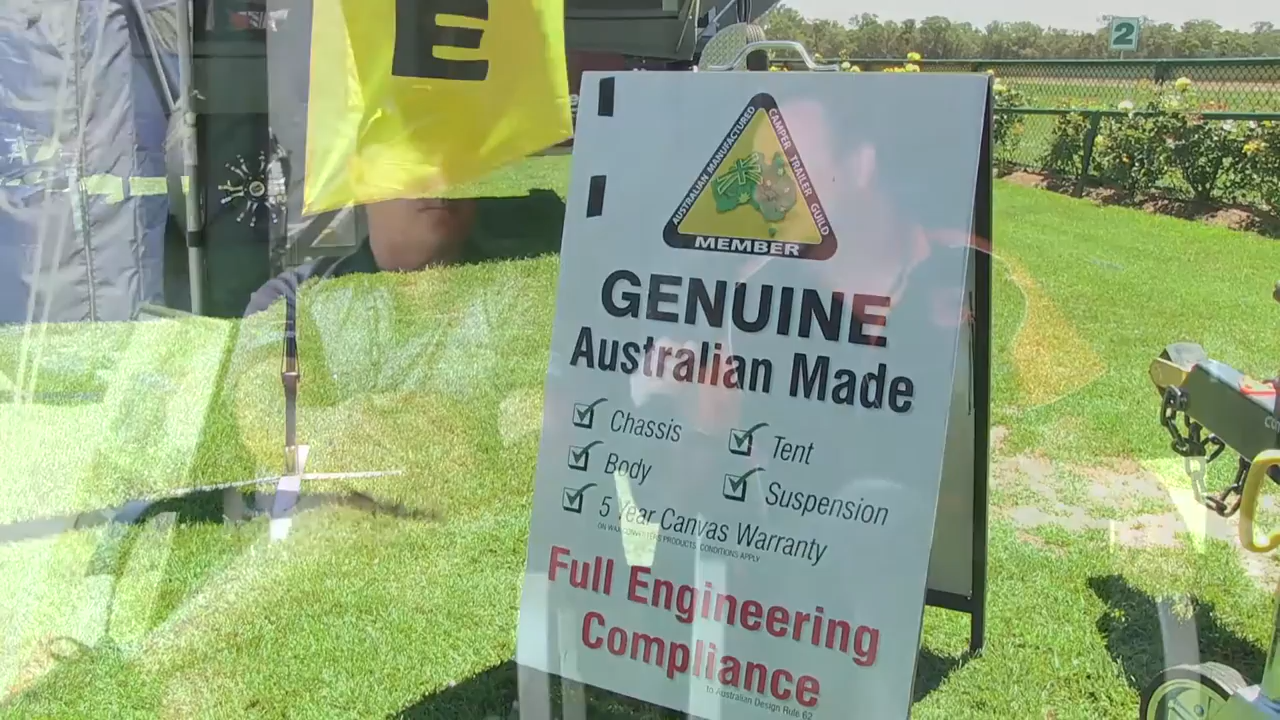 E
2
AUSTRALIAN MANUFACTURED
CAMPER TRAILER GUILD
MEMBER
GENUINE
Australian Made
Chassis
Tent
Body
Suspension
5 Year Canvas Warranty
PRODUCTS, CONDITIONS APPLY
Full Engineering
Compliance
to Australian Design Rule 62